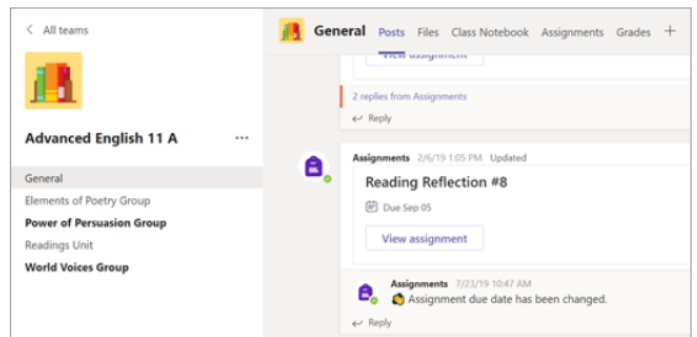 All teams
Advanced English 11 A
General
Elements of Poetry Group
Power of Persuasion Group
Readings Unit
World Voices Group
General Posts Files Class Notebook Assignments Grades +
View assignment
2 replies from Assignments
Reply
Assignments 2/6/19 1:05 PM Updated
Reading Reflection #8
Due Sep 05
View assignment
Assignments 7/23/19 10:47 AM
Assignment due date has been changed.
Reply